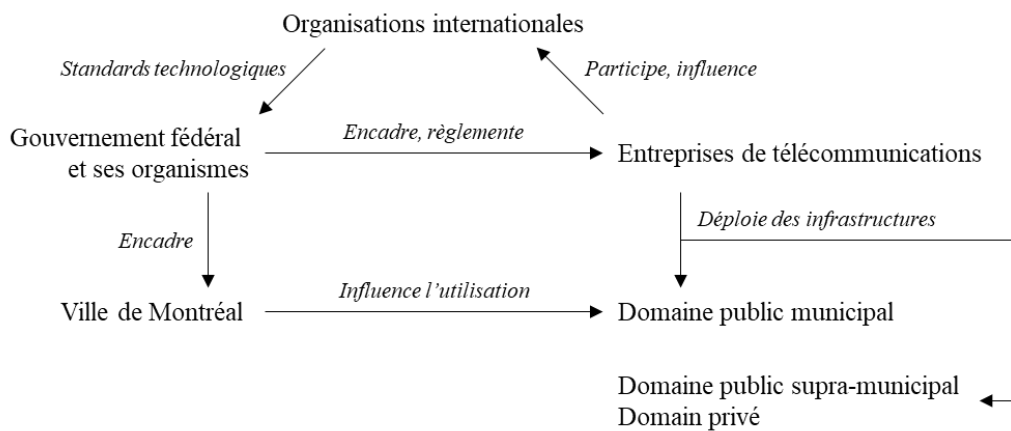 Organisations internationales
Standards technologiques
Participe, influence
Gouvernement fédéral
et ses organismes
Encadre, règlemente
Entreprises de télécommunications
Encadre
Déploie des infrastructures
Ville de Montréal
Influence l'utilisation
Domaine public municipal
Domaine public supra-municipal
Domain privé